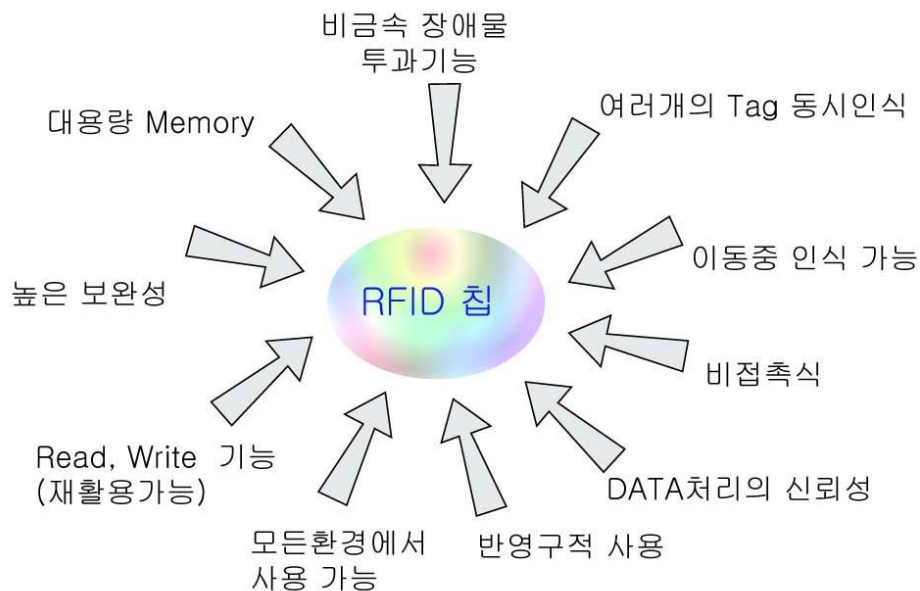 비금속 장애물
투과기능
여러개의 Tag 동시인식
대용량 Memory
이동중 인식 가능
높은 보완성
RFID 칩
비접촉식
Read, Write 기능
(재활용가능)
DATA처리의 신뢰성
모든환경에서
사용 가능
반영구적 사용